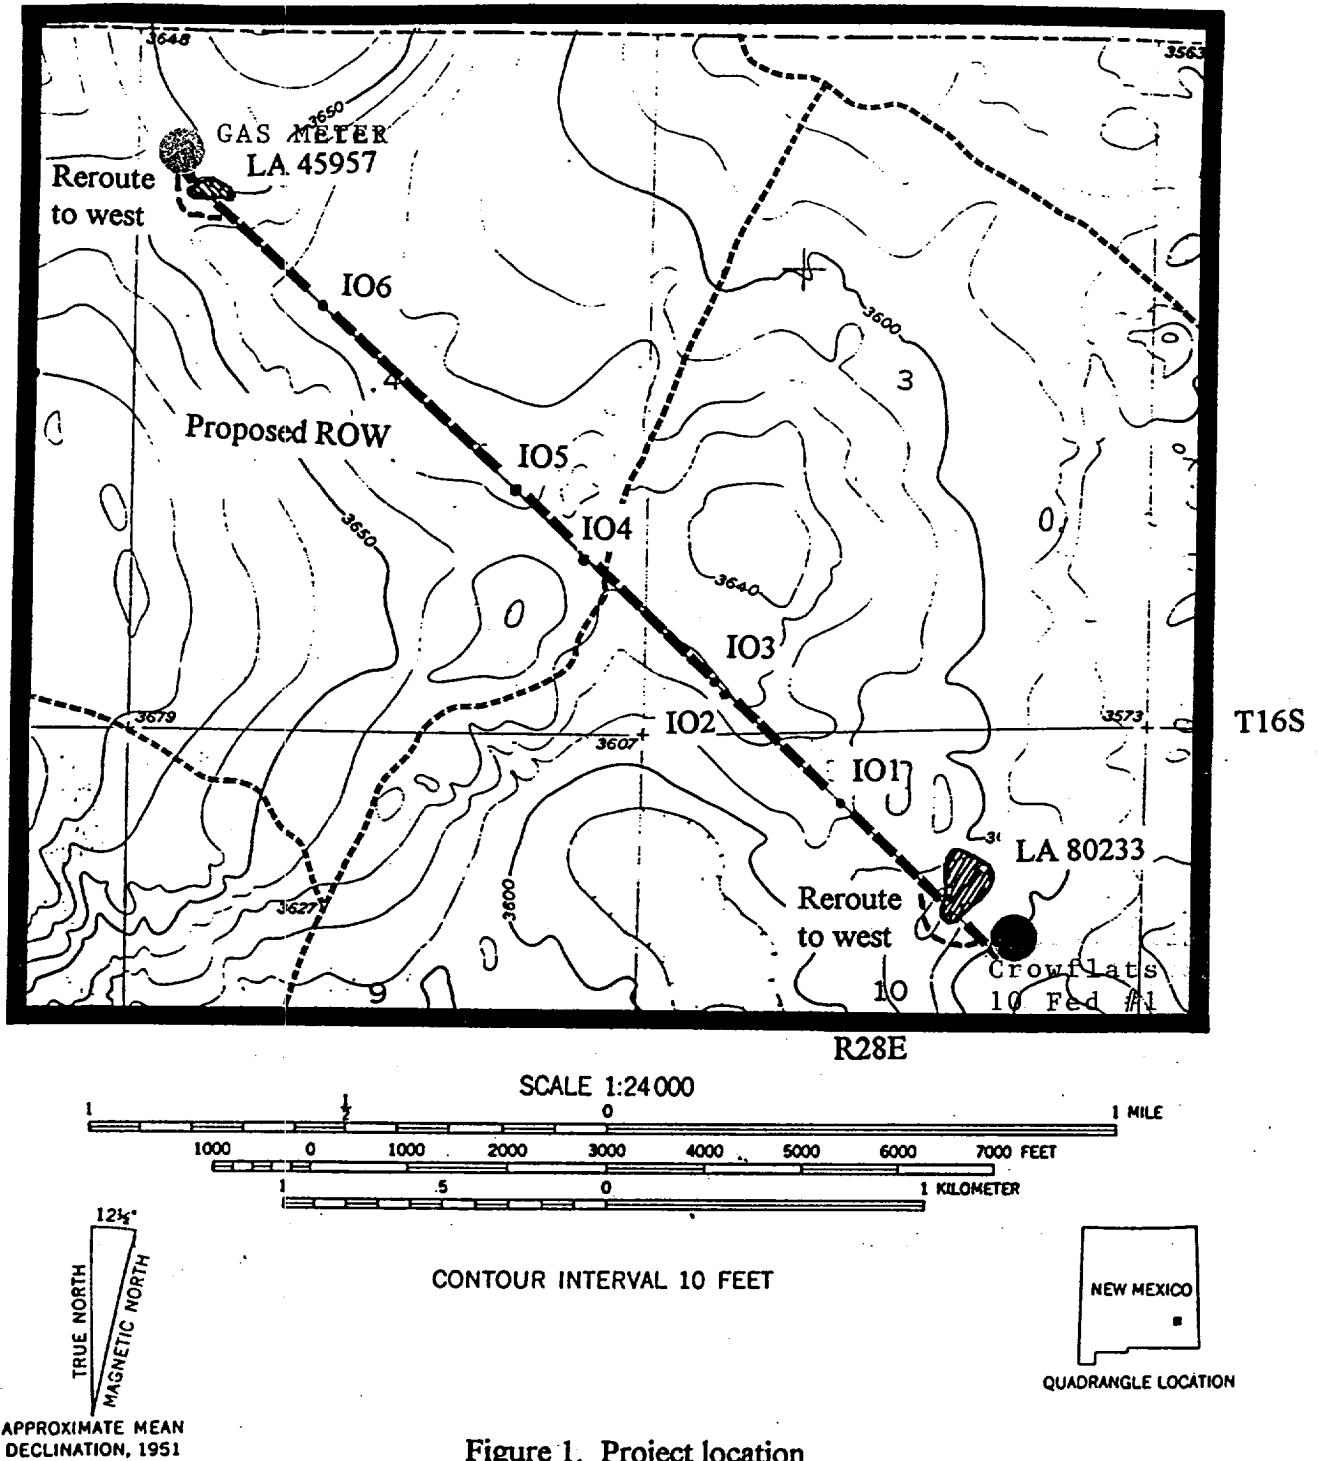 3648
3563
3650
GAS METER
LA 45957
Reroute
to west
IO6
3600
4
3
Proposed ROW
IO5
3650
IO4
0
0
0
3640
IO3
3679
IO2
3607
3573
T16S
IO1
LA 80233
Reroute
to west
3600
3627
Crowflats
10 Fed #1
9
10
R28E
SCALE 1:24 000
1 ½ 0 1 MILE
1000 0 1000 2000 3000 4000 5000 6000 7000 FEET
1 .5 0 1 KILOMETER
12½°
TRUE NORTH
MAGNETIC NORTH
APPROXIMATE MEAN
DECLINATION, 1951
CONTOUR INTERVAL 10 FEET
NEW MEXICO
QUADRANGLE LOCATION
Figure 1. Project location